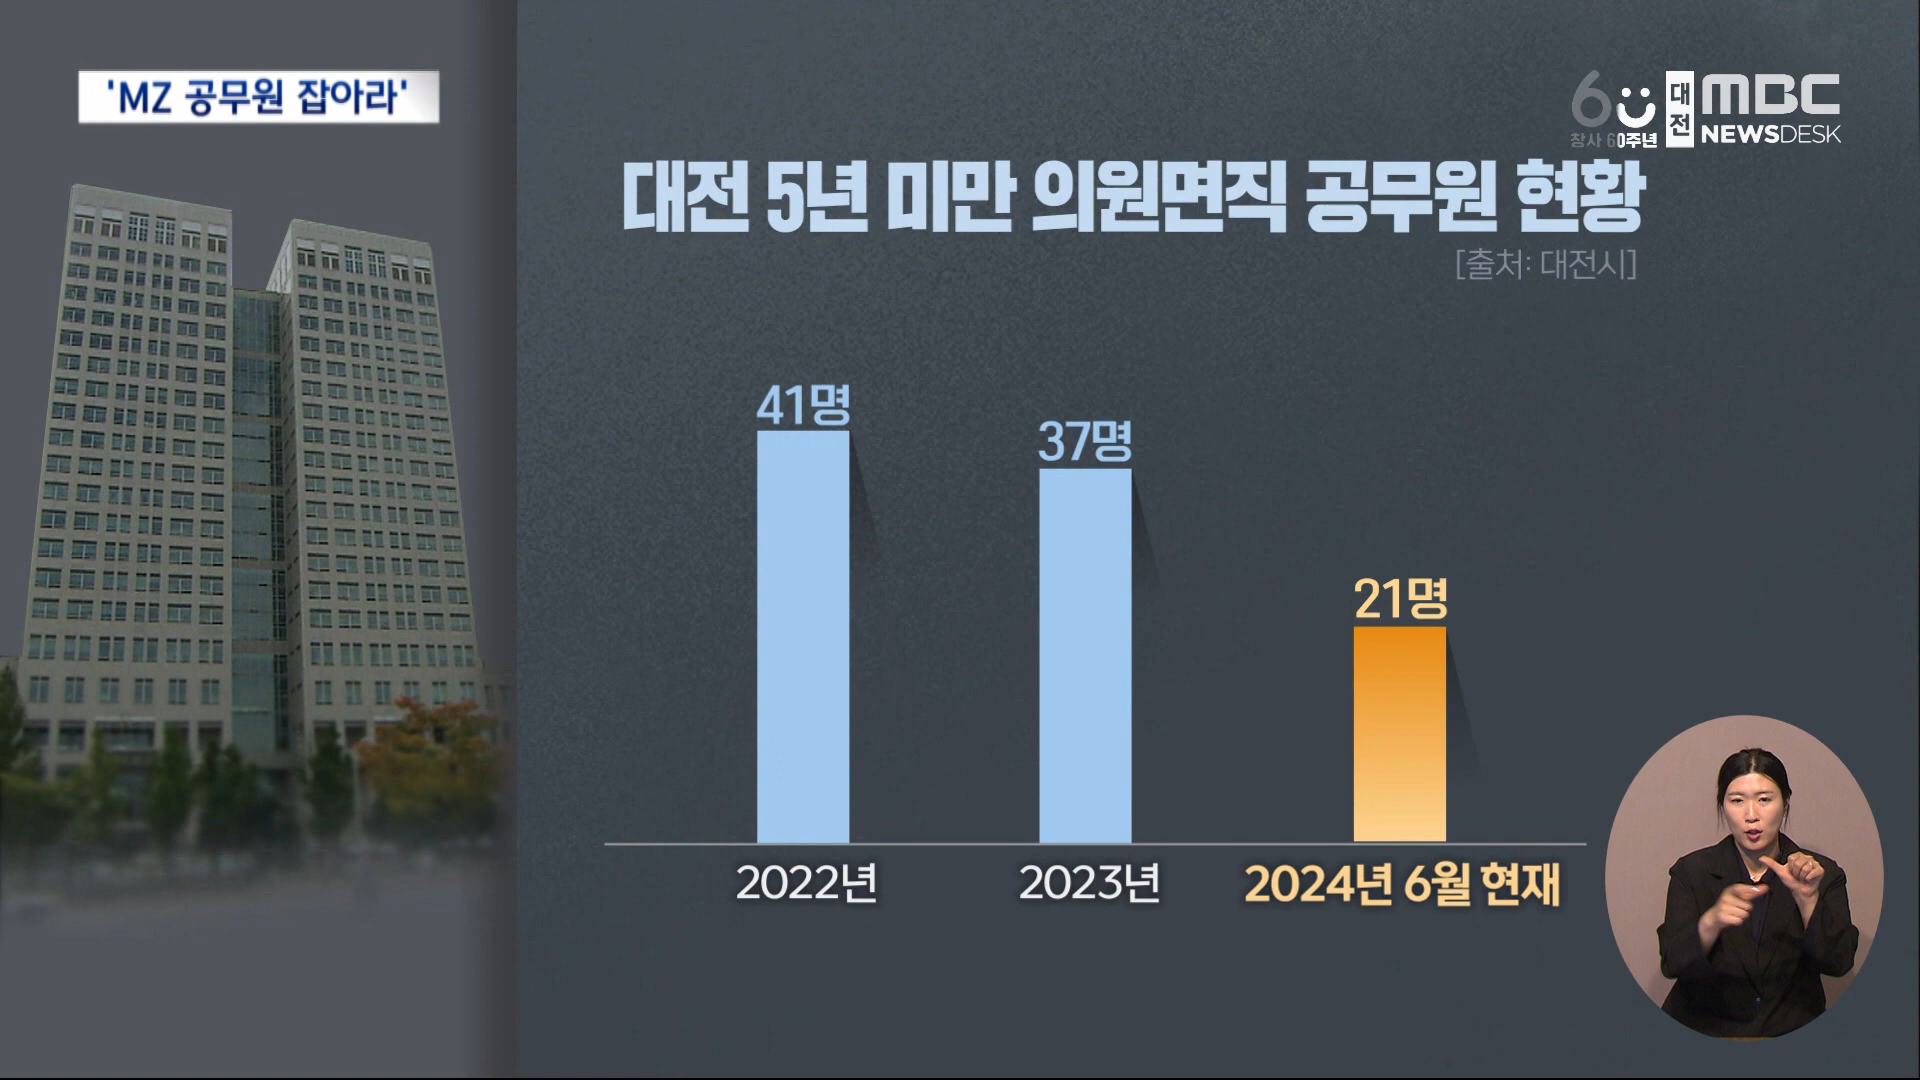 'MZ 공무원 잡아라'
60
창사 60주년
대전
MBC
NEWSDESK
대전 5년 미만 의원면직 공무원 현황
[출처: 대전시]
41명
37명
21명
2022년
2023년
2024년 6월 현재